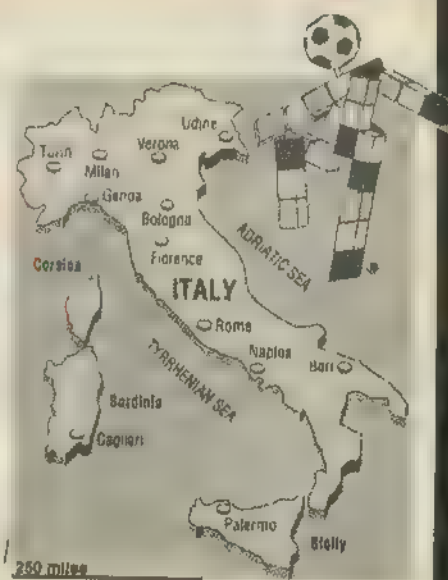 Udine
Turin
Verona
Milan
Genoa
Bologna
ADRIATIC SEA
Florence
Corsica
ITALY
Rome
Naples
Bari
TYRRHENIAN SEA
Sardinia
Cagliari
Palermo
Sicily
250 miles